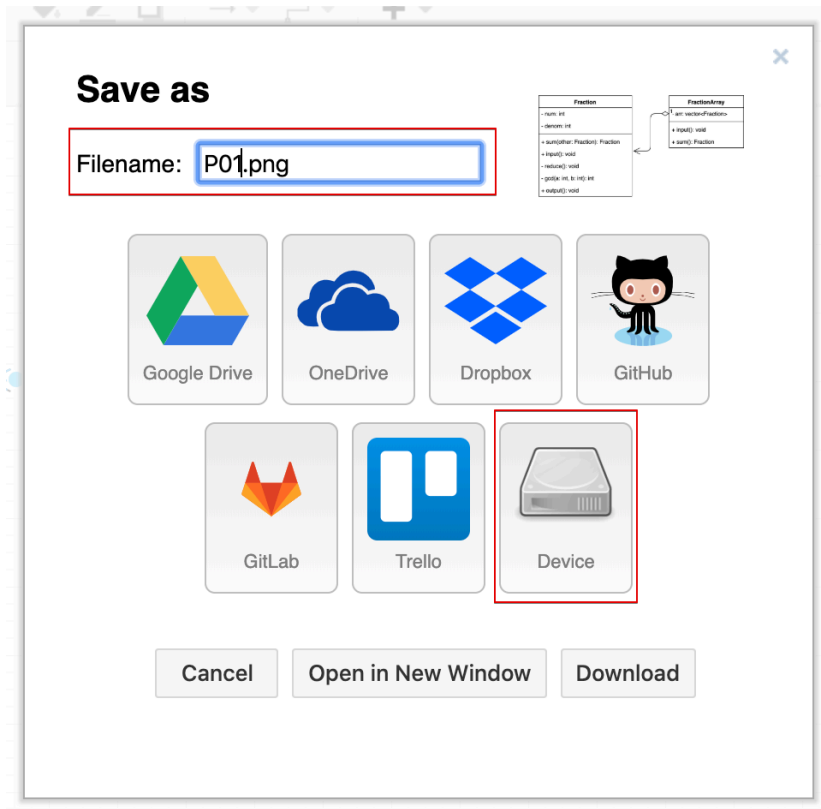 Save as
Filename: P01.png
Fraction
- num: int
- denom: int
+ sum(other: Fraction): Fraction
+ input(): void
- reduce(): void
- gcd(a: int, b: int): int
+ output(): void
FractionArray
1
- arr: vector<Fraction>
+ input(): void
+ sum(): Fraction
Google Drive
OneDrive
Dropbox
GitHub
GitLab
Trello
Device
Cancel
Open in New Window
Download